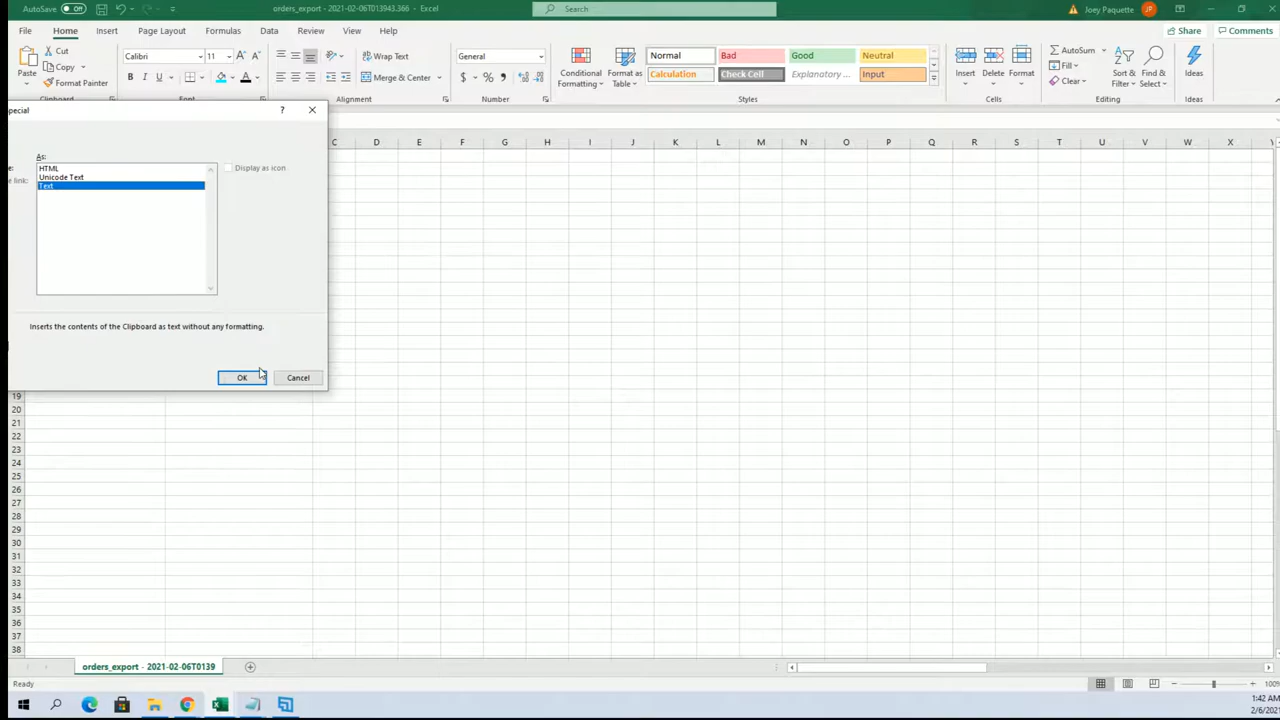 AutoSave Off orders_export - 2021-02-06T013943.366 - Excel Search Joey Paquette JP
File Home Insert Page Layout Formulas Data Review View Help Share Comments
Cut Calibri 11 Wrap Text General Normal Bad Good Neutral AutoSum
Copy Fill
Paste Format Painter B I U Merge & Center $ % Conditional Formatting Format as Table Calculation Check Cell Explanatory ... Input Insert Delete Format Clear Sort & Filter Find & Select Ideas
Clipboard Font Alignment Number Styles Cells Editing Ideas
pecial ? 
C D E F G H I J K L M N O P Q R S T U V W X
As:
HTML
Display as icon
Unicode Text
e link:
Text
Inserts the contents of the Clipboard as text without any formatting.
OK Cancel
19
20
21
22
23
24
25
26
27
28
29
30
31
32
33
34
35
36
37
38
orders_export - 2021-02-06T0139
Ready 100%
1:42 AM
2/6/2021